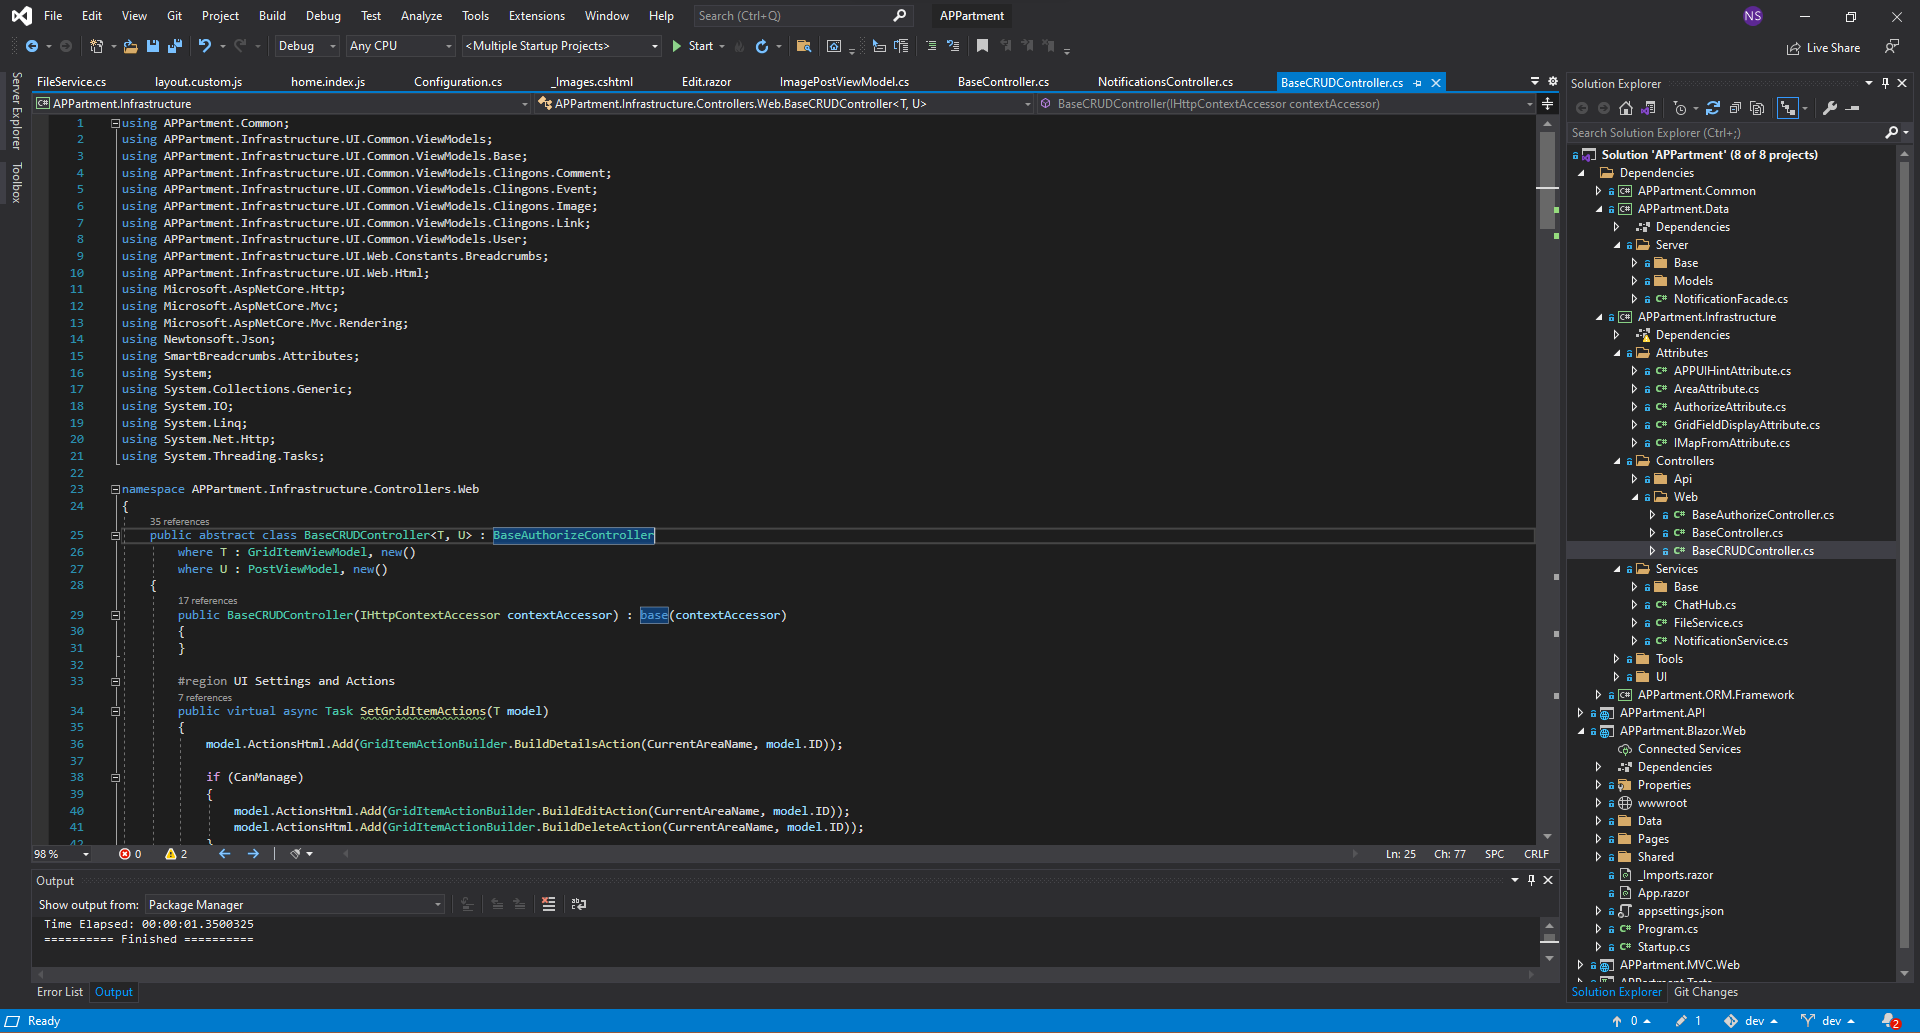 File Edit View Git Project Build Debug Test Analyze Tools Extensions Window Help Search (Ctrl+Q) APPartment NS
Debug Any CPU <Multiple Startup Projects> Start Live Share
Server Explorer
Toolbox
FileService.cs layout.custom.js home.index.js Configuration.cs _Images.cshtml Edit.razor ImagePostViewModel.cs BaseController.cs NotificationsController.cs BaseCRUDController.cs
APPartment.Infrastructure APPartment.Infrastructure.Controllers.Web.BaseCRUDController<T, U> BaseCRUDController(IHttpContextAccessor contextAccessor)
1 using APPartment.Common;
2 using APPartment.Infrastructure.UI.Common.ViewModels;
3 using APPartment.Infrastructure.UI.Common.ViewModels.Base;
4 using APPartment.Infrastructure.UI.Common.ViewModels.Clingons.Comment;
5 using APPartment.Infrastructure.UI.Common.ViewModels.Clingons.Event;
6 using APPartment.Infrastructure.UI.Common.ViewModels.Clingons.Image;
7 using APPartment.Infrastructure.UI.Common.ViewModels.Clingons.Link;
8 using APPartment.Infrastructure.UI.Common.ViewModels.User;
9 using APPartment.Infrastructure.UI.Web.Constants.Breadcrumbs;
10 using APPartment.Infrastructure.UI.Web.Html;
11 using Microsoft.AspNetCore.Http;
12 using Microsoft.AspNetCore.Mvc;
13 using Microsoft.AspNetCore.Mvc.Rendering;
14 using Newtonsoft.Json;
15 using SmartBreadcrumbs.Attributes;
16 using System;
17 using System.Collections.Generic;
18 using System.IO;
19 using System.Linq;
20 using System.Net.Http;
21 using System.Threading.Tasks;
22
23 namespace APPartment.Infrastructure.Controllers.Web
24 {
35 references
25 public abstract class BaseCRUDController<T, U> : BaseAuthorizeController
26 where T : GridItemViewModel, new()
27 where U : PostViewModel, new()
28 {
17 references
29 public BaseCRUDController(IHttpContextAccessor contextAccessor) : base(contextAccessor)
30 {
31 }
32
33 #region UI Settings and Actions
7 references
34 public virtual async Task SetGridItemActions(T model)
35 {
36 model.ActionsHtml.Add(GridItemActionBuilder.BuildDetailsAction(CurrentAreaName, model.ID));
37
38 if (CanManage)
39 {
40 model.ActionsHtml.Add(GridItemActionBuilder.BuildEditAction(CurrentAreaName, model.ID));
41 model.ActionsHtml.Add(GridItemActionBuilder.BuildDeleteAction(CurrentAreaName, model.ID));
42 }
98 % 0 2 Ln: 25 Ch: 77 SPC CRLF
Output
Show output from: Package Manager
Time Elapsed: 00:00:01.3500325
========== Finished ==========
Error List Output
Solution Explorer
Search Solution Explorer (Ctrl+;)
Solution 'APPartment' (8 of 8 projects)
Dependencies
APPartment.Common
APPartment.Data
Dependencies
Server
Base
Models
NotificationFacade.cs
APPartment.Infrastructure
Dependencies
Attributes
APPUIHintAttribute.cs
AreaAttribute.cs
AuthorizeAttribute.cs
GridFieldDisplayAttribute.cs
IMapFromAttribute.cs
Controllers
Api
Web
BaseAuthorizeController.cs
BaseController.cs
BaseCRUDController.cs
Services
Base
ChatHub.cs
FileService.cs
NotificationService.cs
Tools
UI
APPartment.ORM.Framework
APPartment.API
APPartment.Blazor.Web
Connected Services
Dependencies
Properties
wwwroot
Data
Pages
Shared
_Imports.razor
App.razor
appsettings.json
Program.cs
Startup.cs
APPartment.MVC.Web
Solution Explorer Git Changes
Ready 0 1 dev dev 2